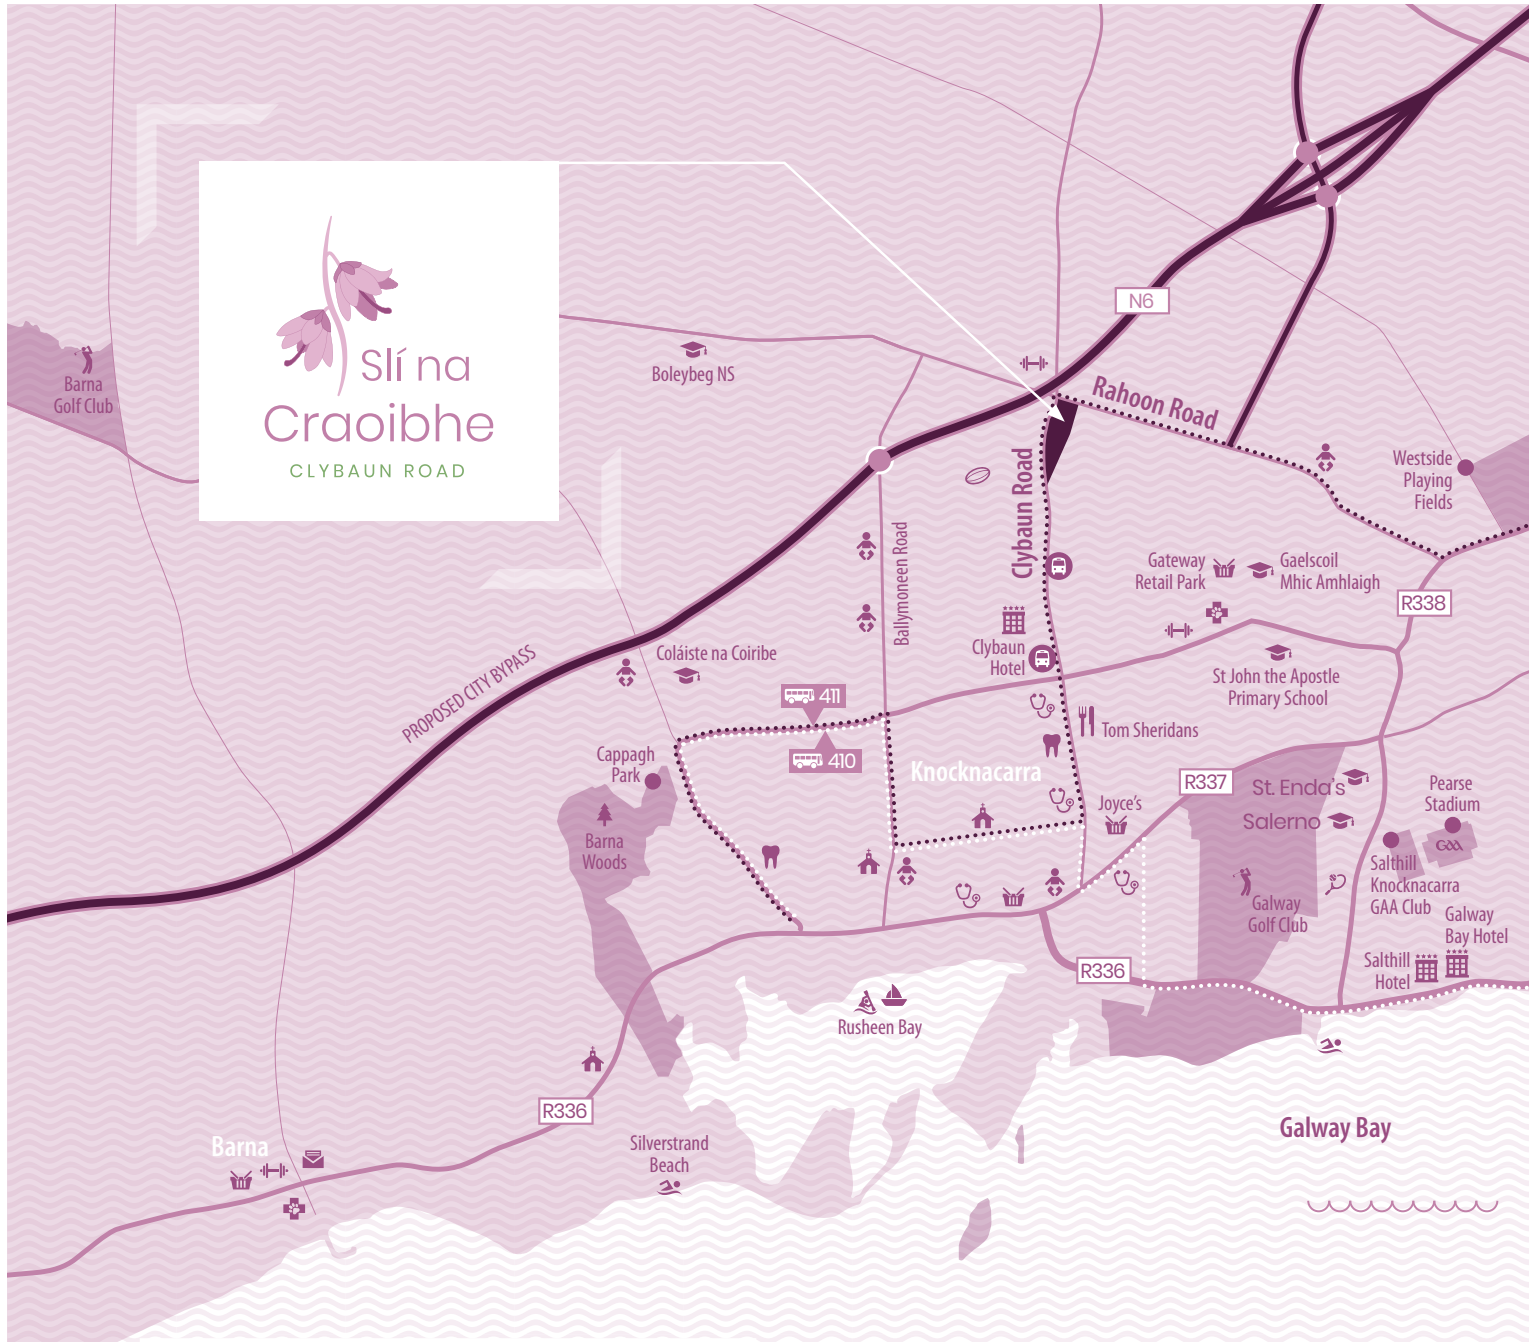 Slí na
Craoibhe
CLYBAUN ROAD
N6
Barna
Golf Club
Boleybeg NS
Rahoon Road
Westside
Playing
Fields
Clybaun Road
Ballymoneen Road
Gateway
Retail Park
Gaelscoil
Mhic Amhlaigh
R338
Clybaun
Hotel
Coláiste na Coiribe
St John the Apostle
Primary School
PROPOSED CITY BYPASS
411
410
Tom Sheridans
Cappagh
Park
Knocknacarra
R337
St. Enda's
Salerno
Joyce's
Pearse
Stadium
GAA
Barna
Woods
Salthill
Knocknacarra
GAA Club
Galway
Golf Club
Galway
Bay Hotel
Salthill
Hotel
R336
Rusheen Bay
R336
Galway Bay
Barna
Silverstrand
Beach